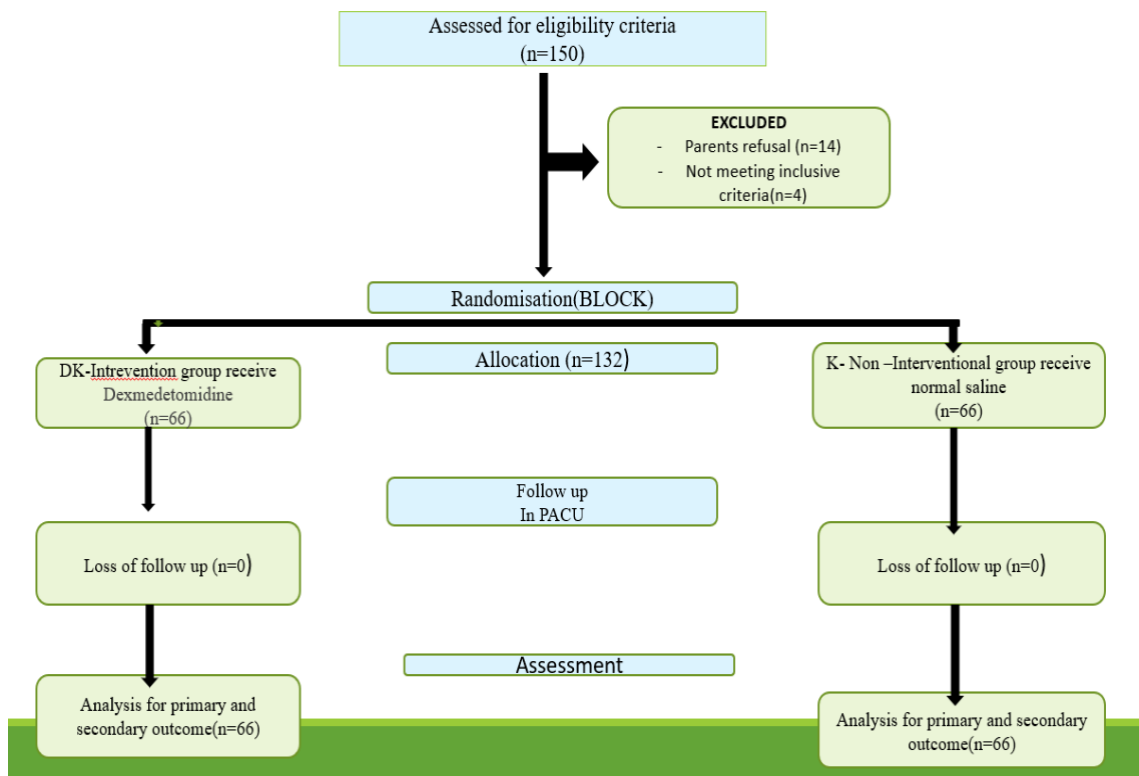 Assessed for eligibility criteria
(n=150)
EXCLUDED
- Parents refusal (n=14)
- Not meeting inclusive
criteria(n=4)
Randomisation(BLOCK)
Allocation (n=132)
DK-Intrevention group receive
Dexmedetomidine
(n=66)
K- Non –Interventional group receive
normal saline
(n=66)
Follow up
In PACU
Loss of follow up (n=0)
Loss of follow up (n=0)
Assessment
Analysis for primary and
secondary outcome(n=66)
Analysis for primary and secondary
outcome(n=66)